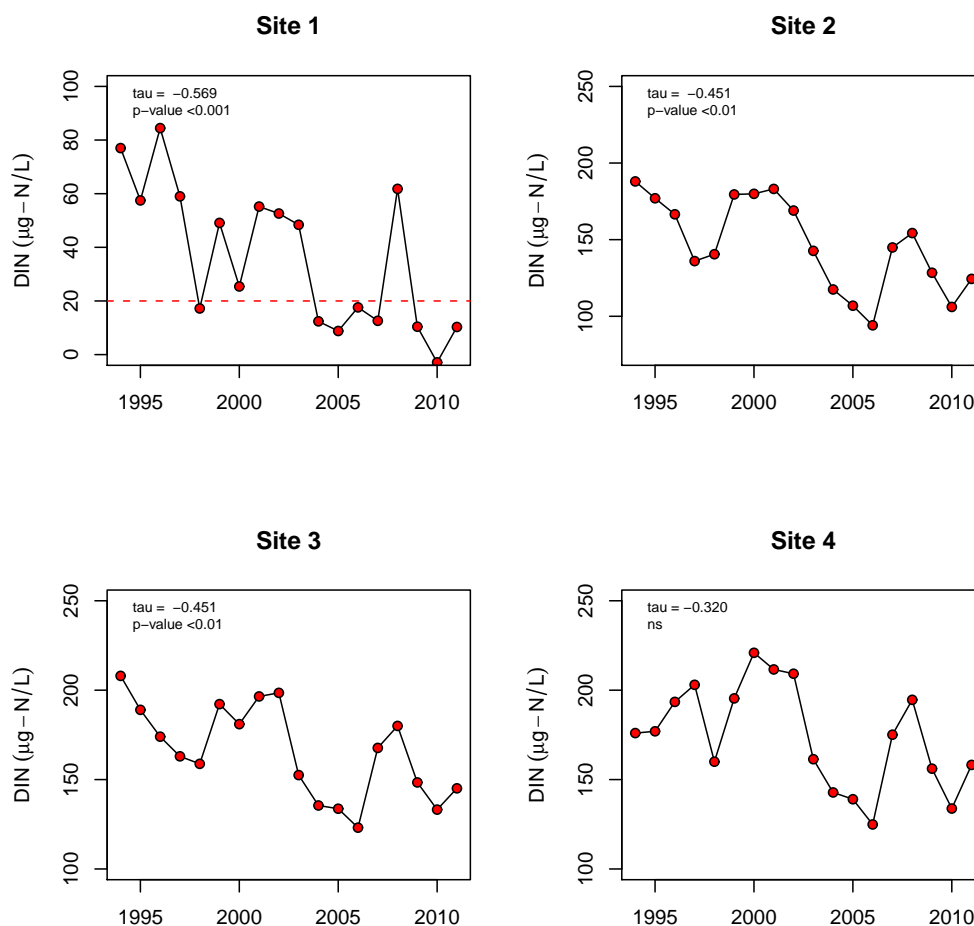 Site 1
tau = −0.569
p−value <0.001
DIN (μg−N/L)
100
80
60
40
20
0
1995 2000 2005 2010
Site 2
tau = −0.451
p−value <0.01
DIN (μg−N/L)
250
200
150
100
1995 2000 2005 2010
Site 3
tau = −0.451
p−value <0.01
DIN (μg−N/L)
250
200
150
100
1995 2000 2005 2010
Site 4
tau = −0.320
ns
DIN (μg−N/L)
250
200
150
100
1995 2000 2005 2010